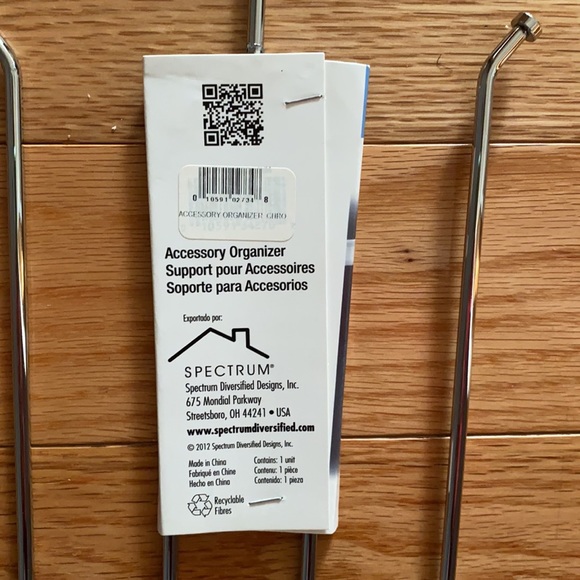 0 10591 02734 8
ACCESSORY ORGANIZER CHRO
Accessory Organizer
Support pour Accessoires
Soporte para Accesorios
Exportado por:
SPECTRUM®
Spectrum Diversified Designs, Inc.
675 Mondial Parkway
Streetsboro, OH 44241 • USA
www.spectrumdiversified.com
© 2012 Spectrum Diversified Designs, Inc.
Made in China
Fabriqué en Chine
Hecho en China
Contains: 1 unit
Contenu: 1 pièce
Contenido: 1 pieza
Recyclable
Fibres